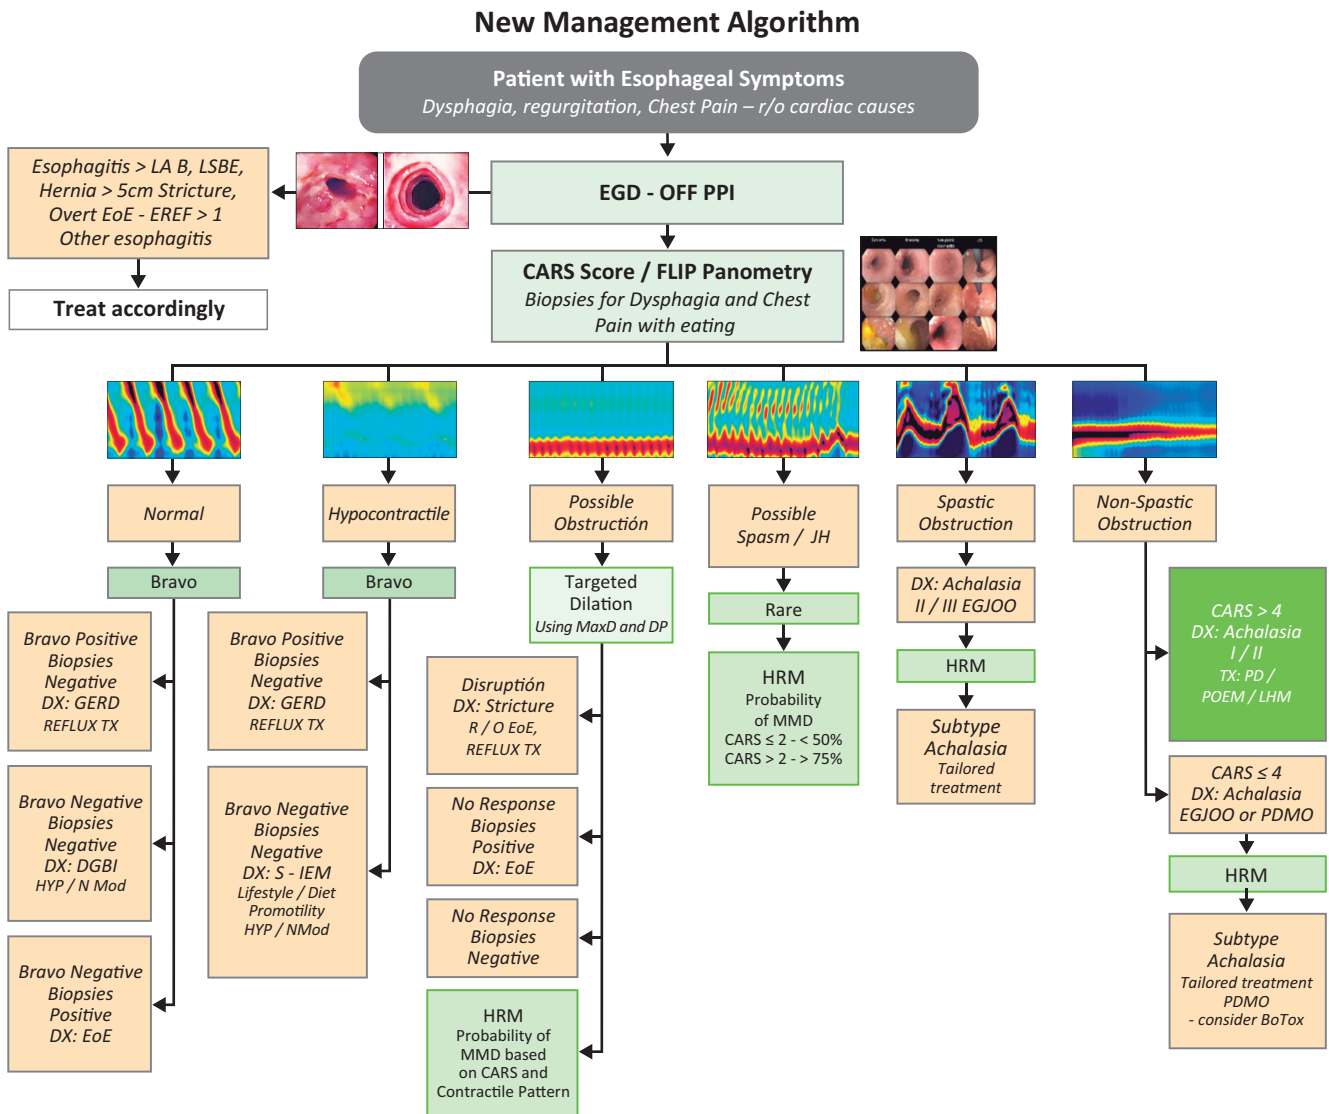 New Management Algorithm
Patient with Esophageal Symptoms
Dysphagia, regurgitation, Chest Pain – r/o cardiac causes
Esophagitis > LA B, LSBE,
Hernia > 5cm Stricture,
Overt EoE - EREF > 1
Other esophagitis
Treat accordingly
EGD - OFF PPI
CARS Score / FLIP Panometry
Biopsies for Dysphagia and Chest
Pain with eating
Normal
Bravo
Bravo Positive
Biopsies
Negative
DX: GERD
REFLUX TX
Bravo Negative
Biopsies
Negative
DX: DGBI
HYP / N Mod
Bravo Negative
Biopsies
Positive
DX: EoE
Hypocontractile
Bravo
Bravo Positive
Biopsies
Negative
DX: GERD
REFLUX TX
Bravo Negative
Biopsies
Negative
DX: S - IEM
Lifestyle / Diet
Promotility
HYP / NMod
Possible
Obstructión
Targeted
Dilation
Using MaxD and DP
Disruptión
DX: Stricture
R / O EoE,
REFLUX TX
No Response
Biopsies
Positive
DX: EoE
No Response
Biopsies
Negative
HRM
Probability of
MMD based
on CARS and
Contractile Pattern
Possible
Spasm / JH
Rare
HRM
Probability
of MMD
CARS ≤ 2 - < 50%
CARS > 2 - > 75%
Spastic
Obstruction
DX: Achalasia
II / III EGJOO
HRM
Subtype
Achalasia
Tailored
treatment
Non-Spastic
Obstruction
CARS > 4
DX: Achalasia
I / II
TX: PD /
POEM / LHM
CARS ≤ 4
DX: Achalasia
EGJOO or PDMO
HRM
Subtype
Achalasia
Tailored treatment
PDMO
- consider BoTox